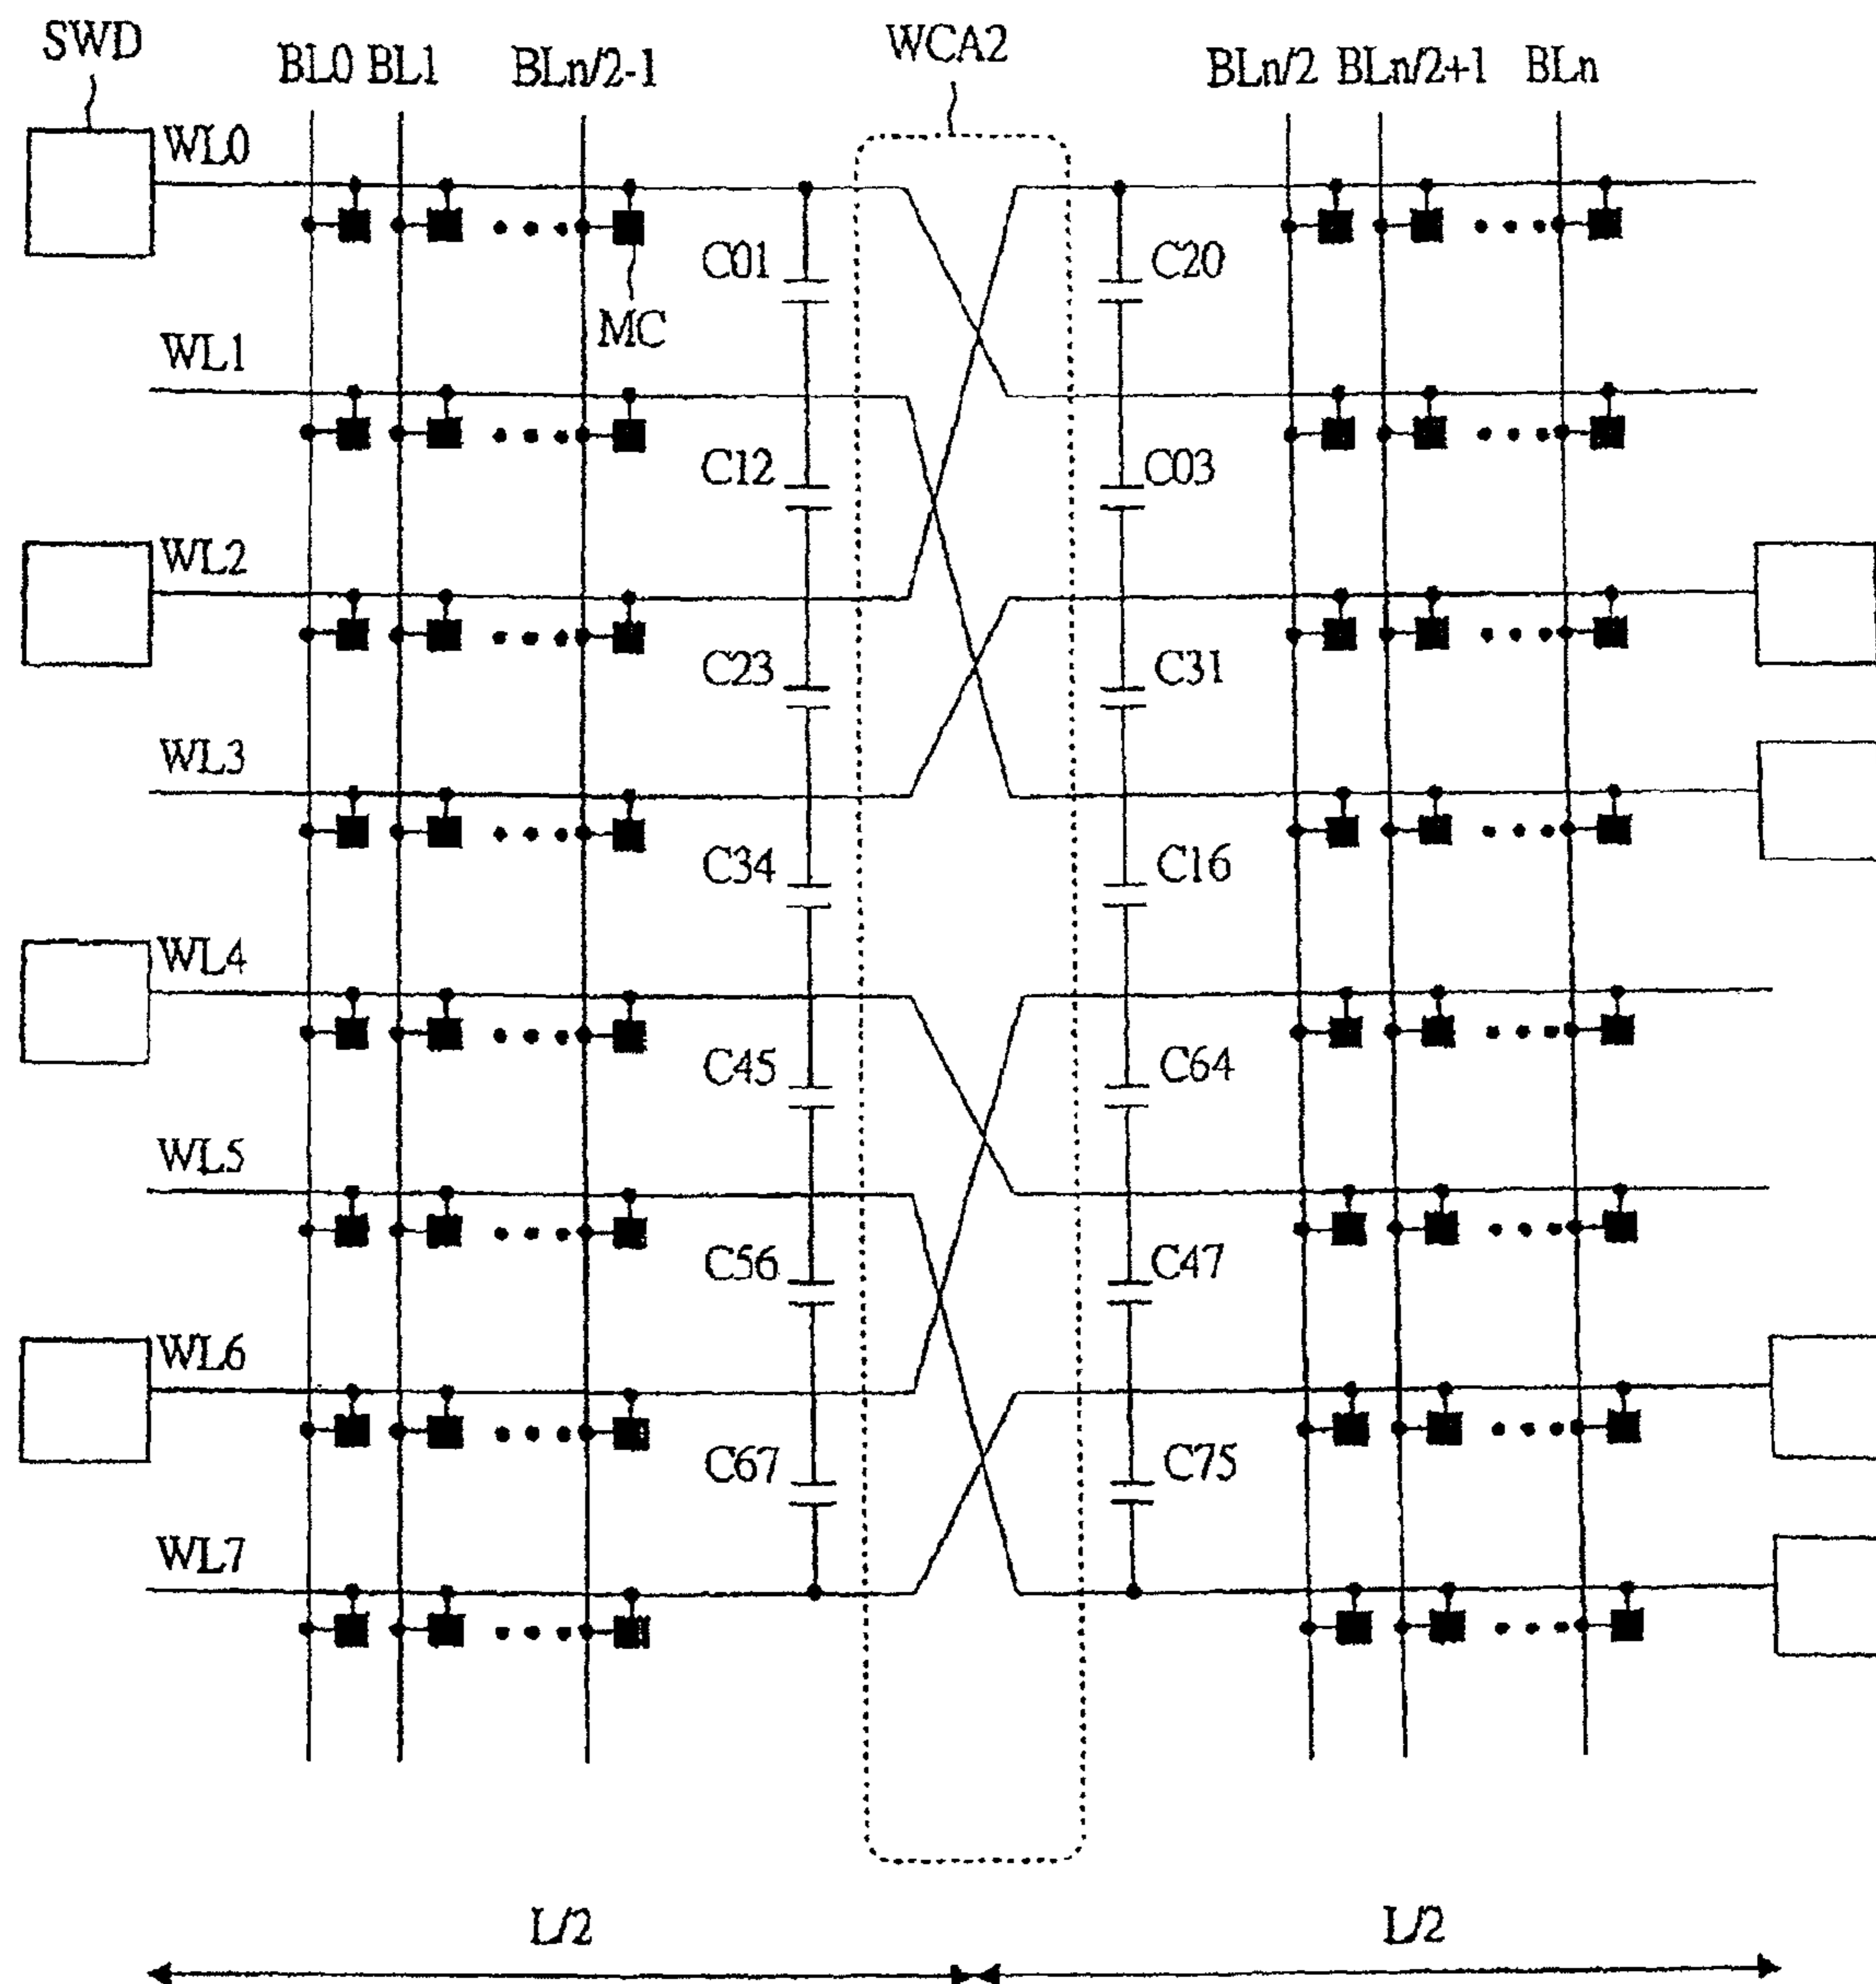 SWD
WCA2
BL0 BL1 BLn/2-1
BLn/2 BLn/2+1 BLn
WL0
C01
C20
MC
WL1
C12
C03
WL2
C23
C31
WL3
C34
C16
WL4
C45
C64
WL5
C56
C47
WL6
C67
C75
WL7
L/2
L/2